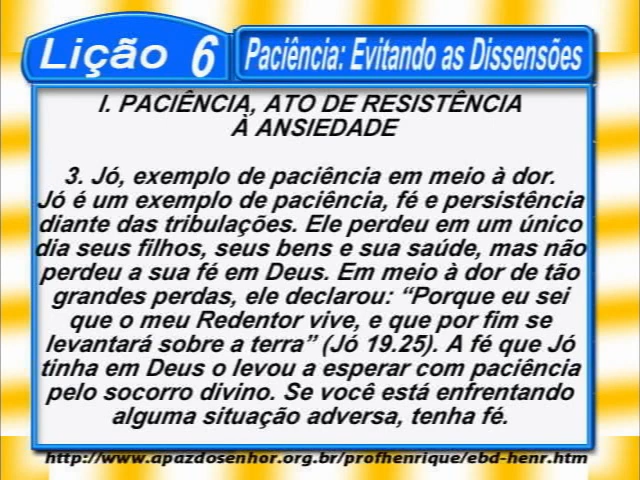 Lição 6
Paciência: Evitando as Dissensões
I. PACIÊNCIA, ATO DE RESISTÊNCIA
À ANSIEDADE
3. Jó, exemplo de paciência em meio à dor.
Jó é um exemplo de paciência, fé e persistência
diante das tribulações. Ele perdeu em um único
dia seus filhos, seus bens e sua saúde, mas não
perdeu a sua fé em Deus. Em meio à dor de tão
grandes perdas, ele declarou: “Porque eu sei
que o meu Redentor vive, e que por fim se
levantará sobre a terra” (Jó 19.25). A fé que Jó
tinha em Deus o levou a esperar com paciência
pelo socorro divino. Se você está enfrentando
alguma situação adversa, tenha fé.
http://www.apazdosenhor.org.br/profhenrique/ebd-henr.htm